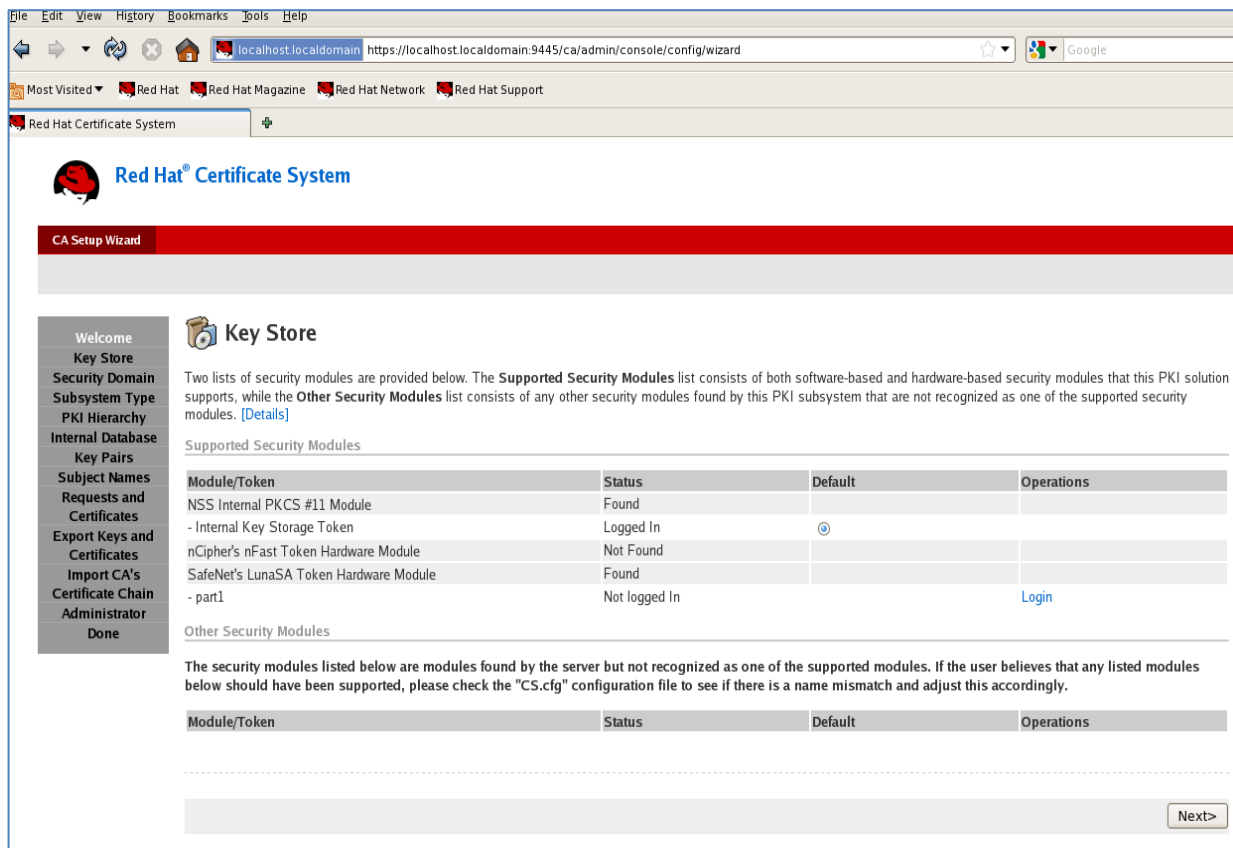 File Edit View History Bookmarks Tools Help
localhost.localdomain https://localhost.localdomain:9445/ca/admin/console/config/wizard
Google
Most Visited Red Hat Red Hat Magazine Red Hat Network Red Hat Support
Red Hat Certificate System
Red Hat® Certificate System
CA Setup Wizard
Welcome
Key Store
Security Domain
Subsystem Type
PKI Hierarchy
Internal Database
Key Pairs
Subject Names
Requests and
Certificates
Export Keys and
Certificates
Import CA's
Certificate Chain
Administrator
Done
Key Store
Two lists of security modules are provided below. The Supported Security Modules list consists of both software-based and hardware-based security modules that this PKI solution
supports, while the Other Security Modules list consists of any other security modules found by this PKI subsystem that are not recognized as one of the supported security
modules. [Details]
Supported Security Modules
Module/Token Status Default Operations
NSS Internal PKCS #11 Module Found
- Internal Key Storage Token Logged In
nCipher's nFast Token Hardware Module Not Found
SafeNet's LunaSA Token Hardware Module Found
- part1 Not logged In Login
Other Security Modules
The security modules listed below are modules found by the server but not recognized as one of the supported modules. If the user believes that any listed modules
below should have been supported, please check the "CS.cfg" configuration file to see if there is a name mismatch and adjust this accordingly.
Module/Token Status Default Operations
Next>